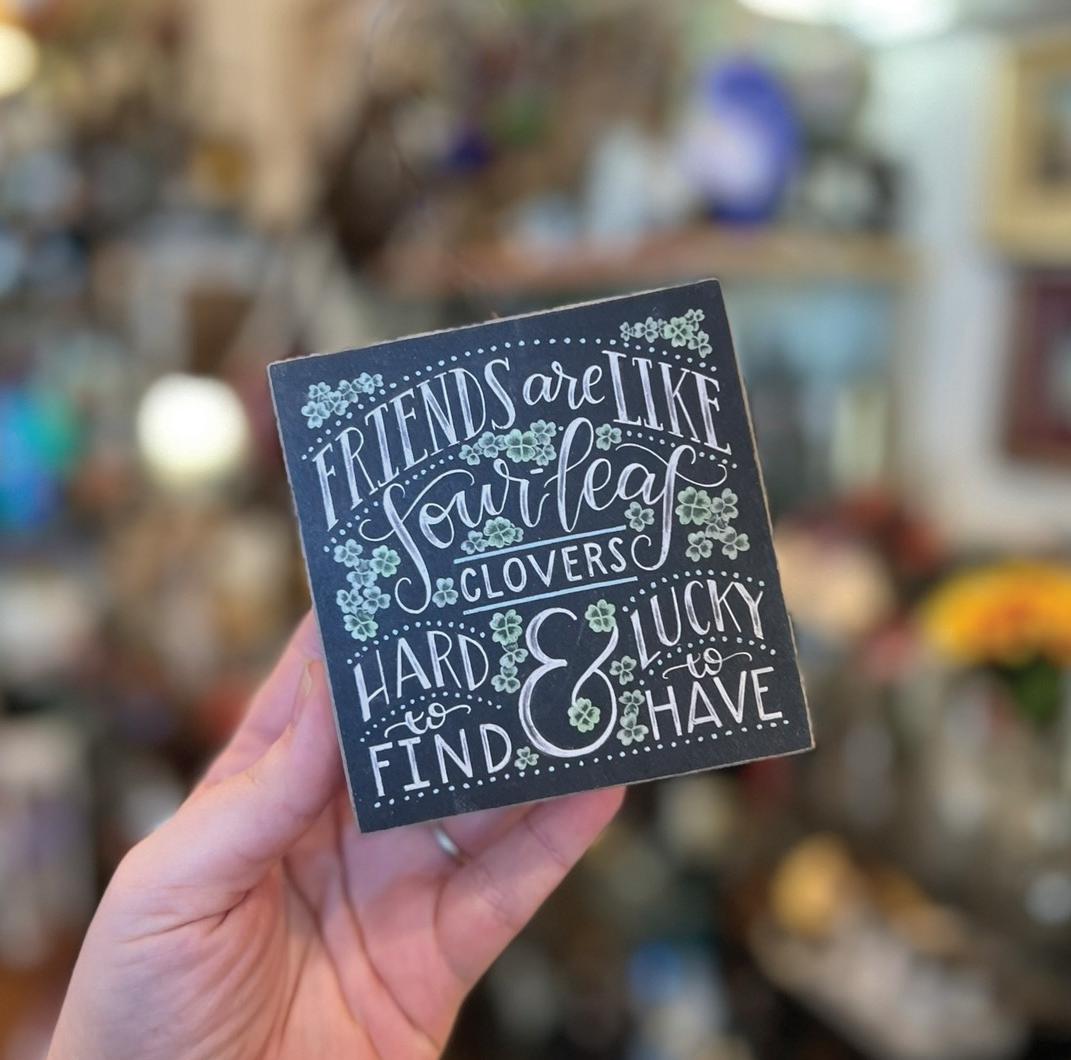 FRIENDS are LIKE
four-leaf
CLOVERS
HARD & LUCKY
to to
FIND HAVE